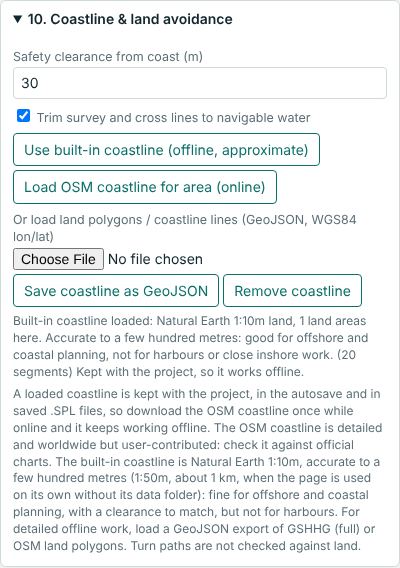 ▼ 10. Coastline & land avoidance
Safety clearance from coast (m)
30
Trim survey and cross lines to navigable water
Use built-in coastline (offline, approximate)
Load OSM coastline for area (online)
Or load land polygons / coastline lines (GeoJSON, WGS84
lon/lat)
Choose File No file chosen
Save coastline as GeoJSON Remove coastline
Built-in coastline loaded: Natural Earth 1:10m land, 1 land areas
here. Accurate to a few hundred metres: good for offshore and
coastal planning, not for harbours or close inshore work. (20
segments) Kept with the project, so it works offline.
A loaded coastline is kept with the project, in the autosave and in
saved .SPL files, so download the OSM coastline once while
online and it keeps working offline. The OSM coastline is detailed
and worldwide but user-contributed: check it against official
charts. The built-in coastline is Natural Earth 1:10m, accurate to a
few hundred metres (1:50m, about 1 km, when the page is used
on its own without its data folder): fine for offshore and coastal
planning, with a clearance to match, but not for harbours. For
detailed offline work, load a GeoJSON export of GSHHG (full) or
OSM land polygons. Turn paths are not checked against land.